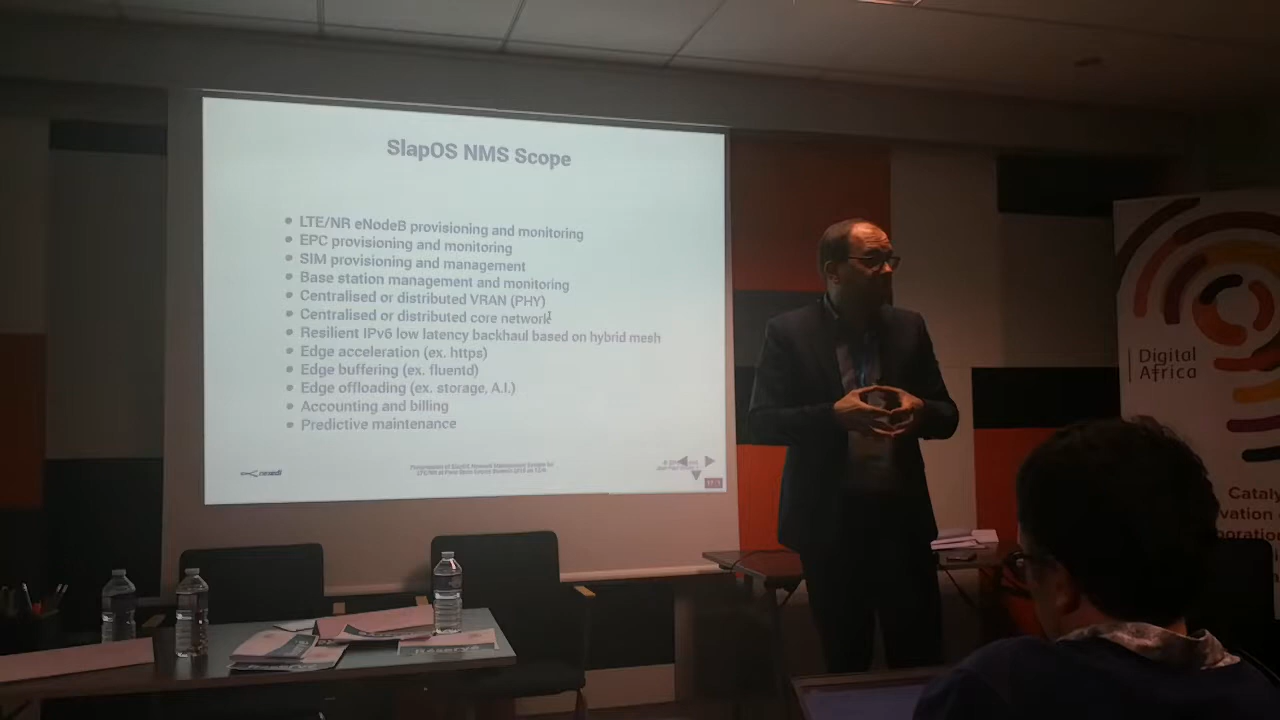 SlapOS NMS Scope
• LTE/NR eNodeB provisioning and monitoring
• EPC provisioning and monitoring
• SIM provisioning and management
• Base station management and monitoring
• Centralised or distributed VRAN (PHY)
• Centralised or distributed core network
• Resilient IPv6 low latency backhaul based on hybrid mesh
• Edge acceleration (ex. https)
• Edge buffering (ex. fluentd)
• Edge offloading (ex. storage, A.I.)
• Accounting and billing
• Predictive maintenance
Digital
Africa
Réservé